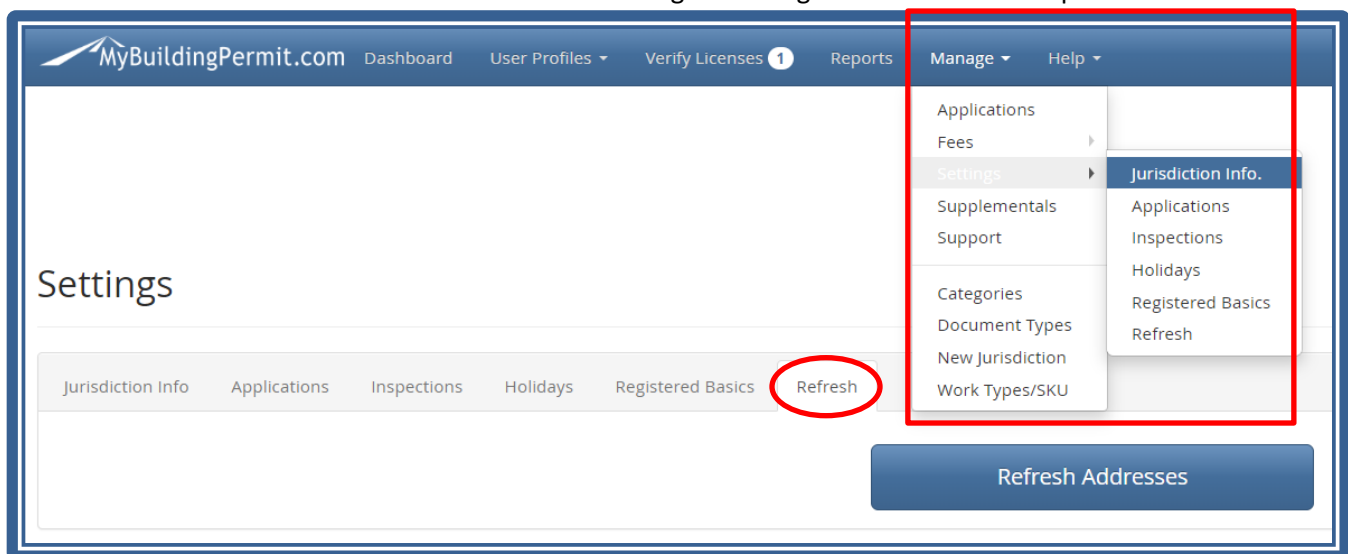 MyBuildingPermit.com Dashboard User Profiles Verify Licenses 1 Reports Manage Help
Applications
Fees
Settings
Supplementals
Support
Categories
Document Types
New Jurisdiction
Work Types/SKU
Jurisdiction Info.
Applications
Inspections
Holidays
Registered Basics
Refresh
Settings
Jurisdiction Info Applications Inspections Holidays Registered Basics Refresh
Refresh Addresses